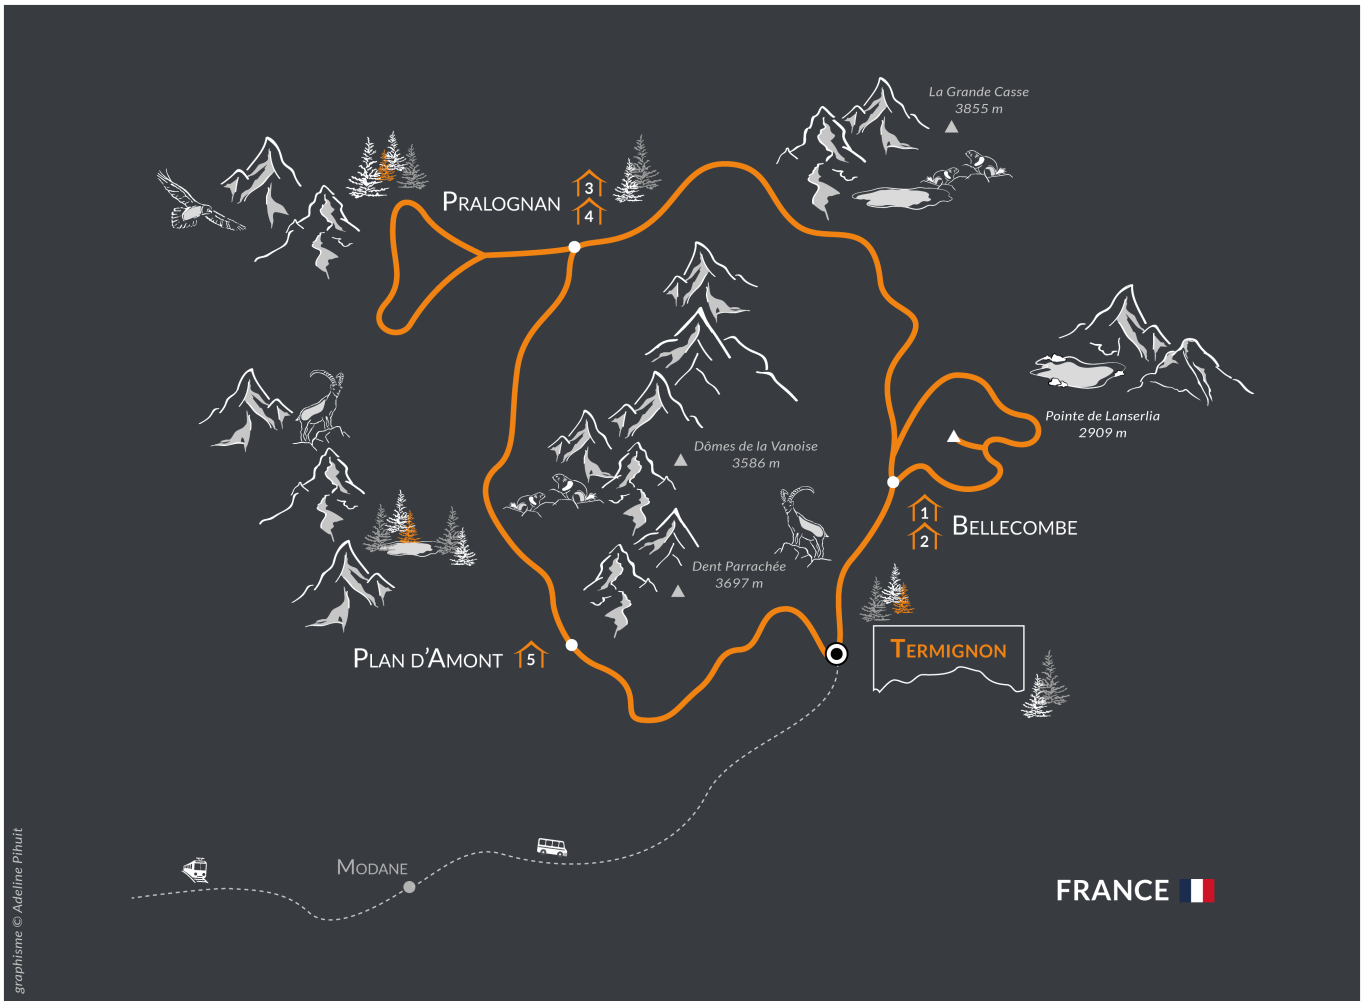 La Grande Casse
3855 m
PRALOGNAN
3
4
Pointe de Lanserlia
2909 m
Dômes de la Vanoise
3586 m
1
2
BELLECOMBE
Dent Parrachée
3697 m
PLAN D'AMONT
5
TERMIGNON
MODANE
FRANCE
graphisme © Adeline Pihuit